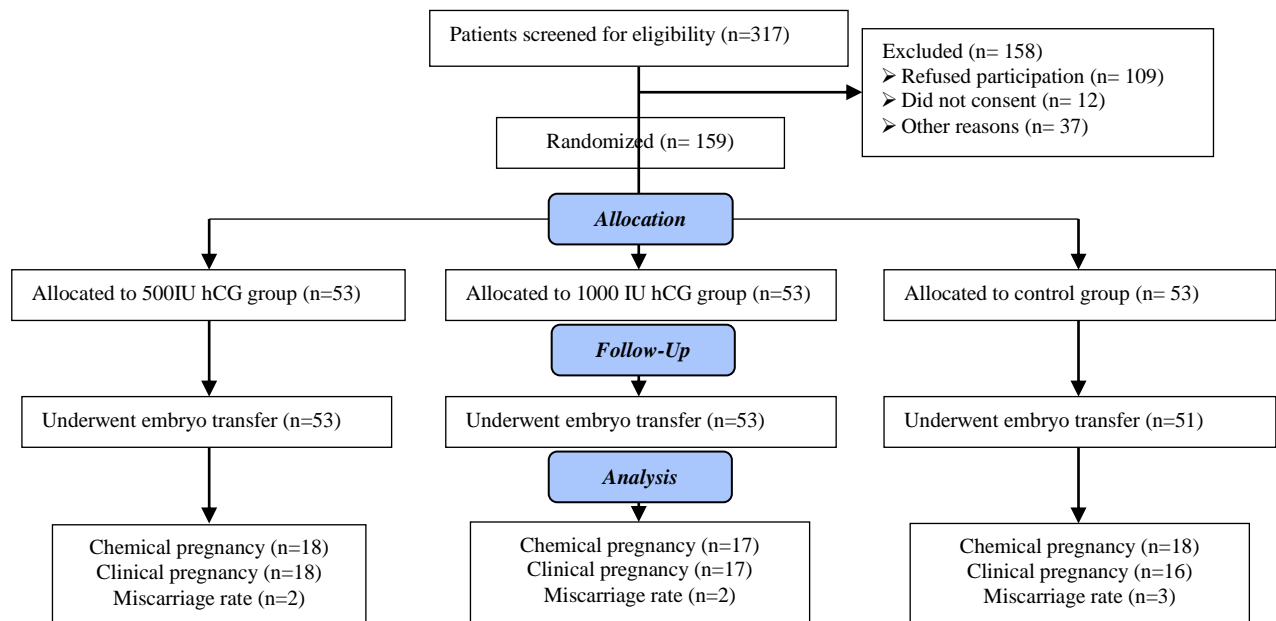 Patients screened for eligibility (n=317)
Excluded (n= 158)
➢ Refused participation (n= 109)
➢ Did not consent (n= 12)
➢ Other reasons (n= 37)
Randomized (n= 159)
Allocation
Allocated to 500IU hCG group (n=53)
Allocated to 1000 IU hCG group (n=53)
Allocated to control group (n= 53)
Follow-Up
Underwent embryo transfer (n=53)
Underwent embryo transfer (n=53)
Underwent embryo transfer (n=51)
Analysis
Chemical pregnancy (n=18)
Clinical pregnancy (n=18)
Miscarriage rate (n=2)
Chemical pregnancy (n=17)
Clinical pregnancy (n=17)
Miscarriage rate (n=2)
Chemical pregnancy (n=18)
Clinical pregnancy (n=16)
Miscarriage rate (n=3)